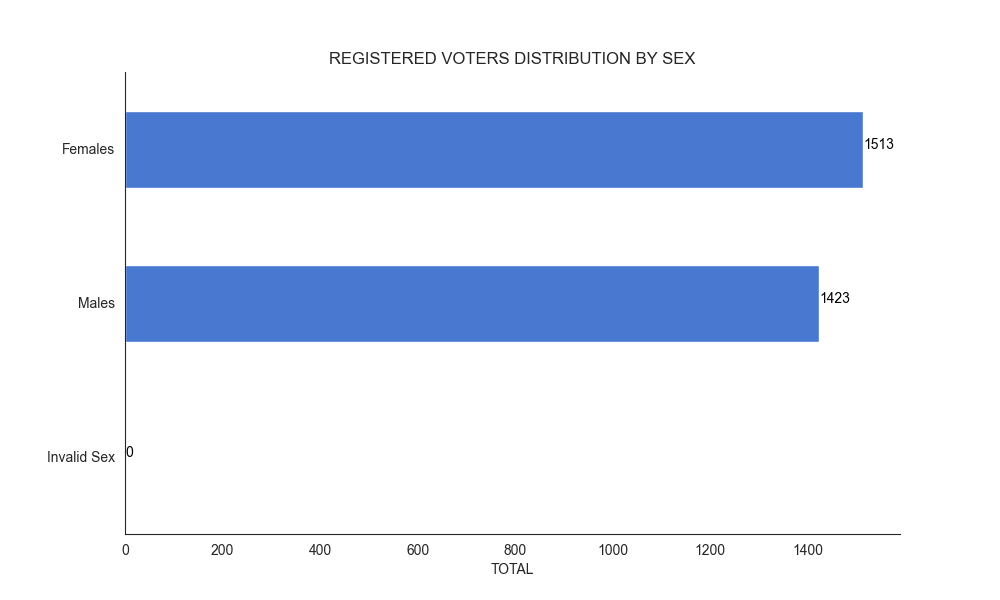 REGISTERED VOTERS DISTRIBUTION BY SEX
Females
1513
Males
1423
Invalid Sex
0
0 200 400 600 800 1000 1200 1400
TOTAL